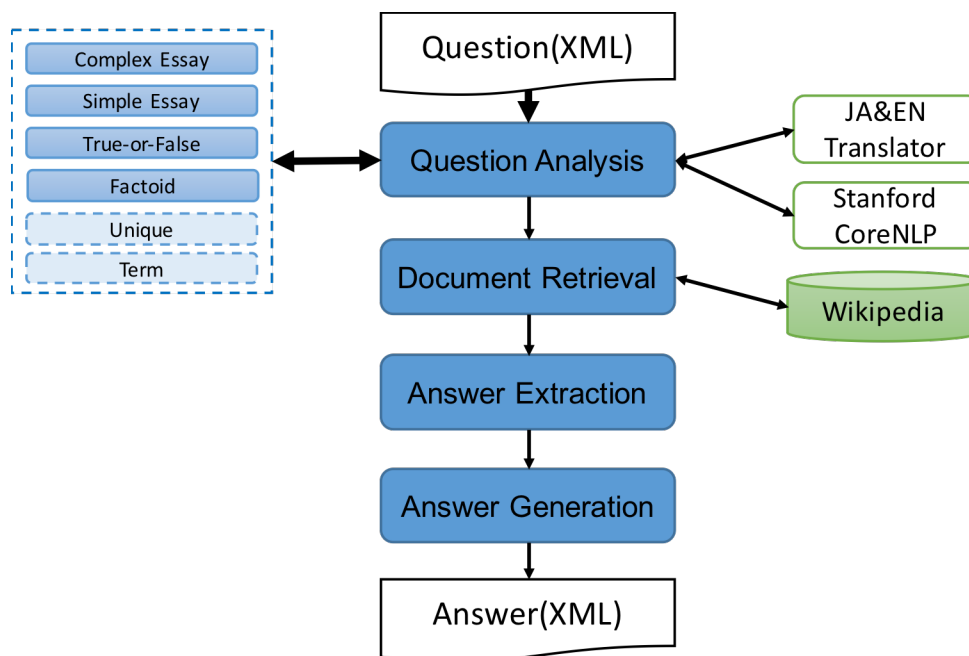 Question(XML)
Complex Essay
Simple Essay
True-or-False
Factoid
Unique
Term
Question Analysis
JA&EN
Translator
Stanford
CoreNLP
Document Retrieval
Wikipedia
Answer Extraction
Answer Generation
Answer(XML)